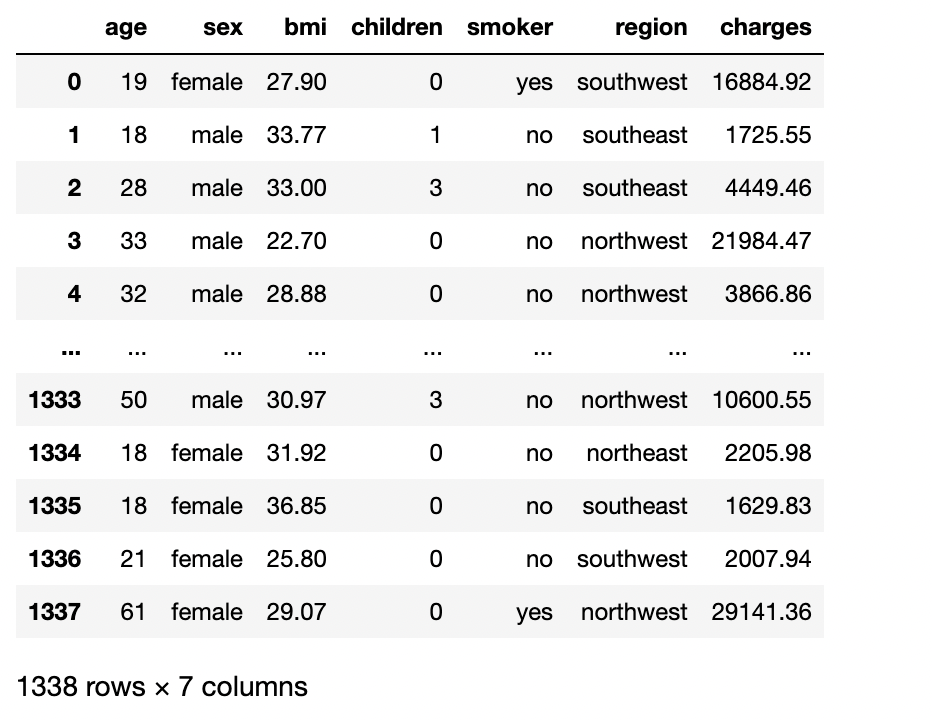 age sex bmi children smoker region charges
0 19 female 27.90 0 yes southwest 16884.92
1 18 male 33.77 1 no southeast 1725.55
2 28 male 33.00 3 no southeast 4449.46
3 33 male 22.70 0 no northwest 21984.47
4 32 male 28.88 0 no northwest 3866.86
... ... ... ... ... ... ... ...
1333 50 male 30.97 3 no northwest 10600.55
1334 18 female 31.92 0 no northeast 2205.98
1335 18 female 36.85 0 no southeast 1629.83
1336 21 female 25.80 0 no southwest 2007.94
1337 61 female 29.07 0 yes northwest 29141.36
1338 rows × 7 columns